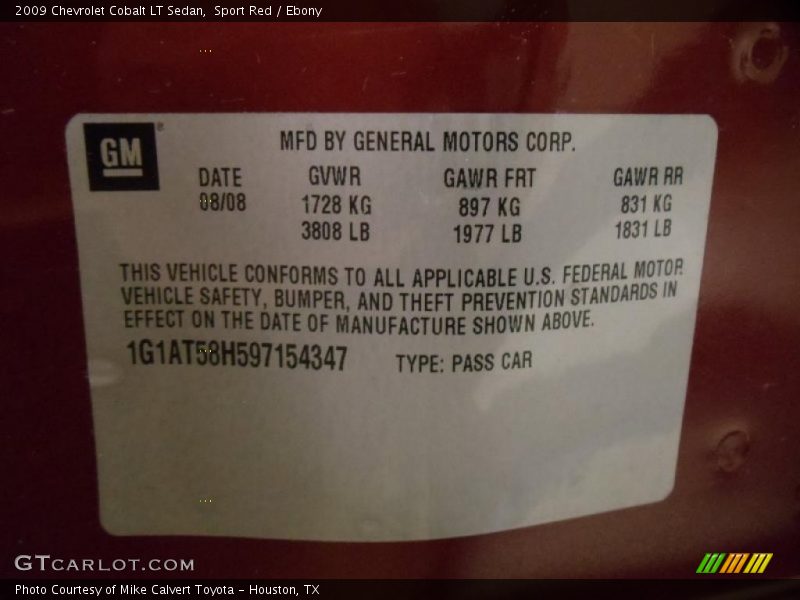 2009 Chevrolet Cobalt LT Sedan,  Sport Red / Ebony
GM®
MFD BY GENERAL MOTORS CORP.
DATE GVWR GAWR FRT GAWR RR
08/08 1728 KG 897 KG 831 KG
3808 LB 1977 LB 1831 LB
THIS VEHICLE CONFORMS TO ALL APPLICABLE U.S. FEDERAL MOTOR
VEHICLE SAFETY, BUMPER, AND THEFT PREVENTION STANDARDS IN
EFFECT ON THE DATE OF MANUFACTURE SHOWN ABOVE.
1G1AT58H597154347 TYPE: PASS CAR
GTCARLOT.COM
Photo Courtesy of Mike Calvert Toyota - Houston, TX